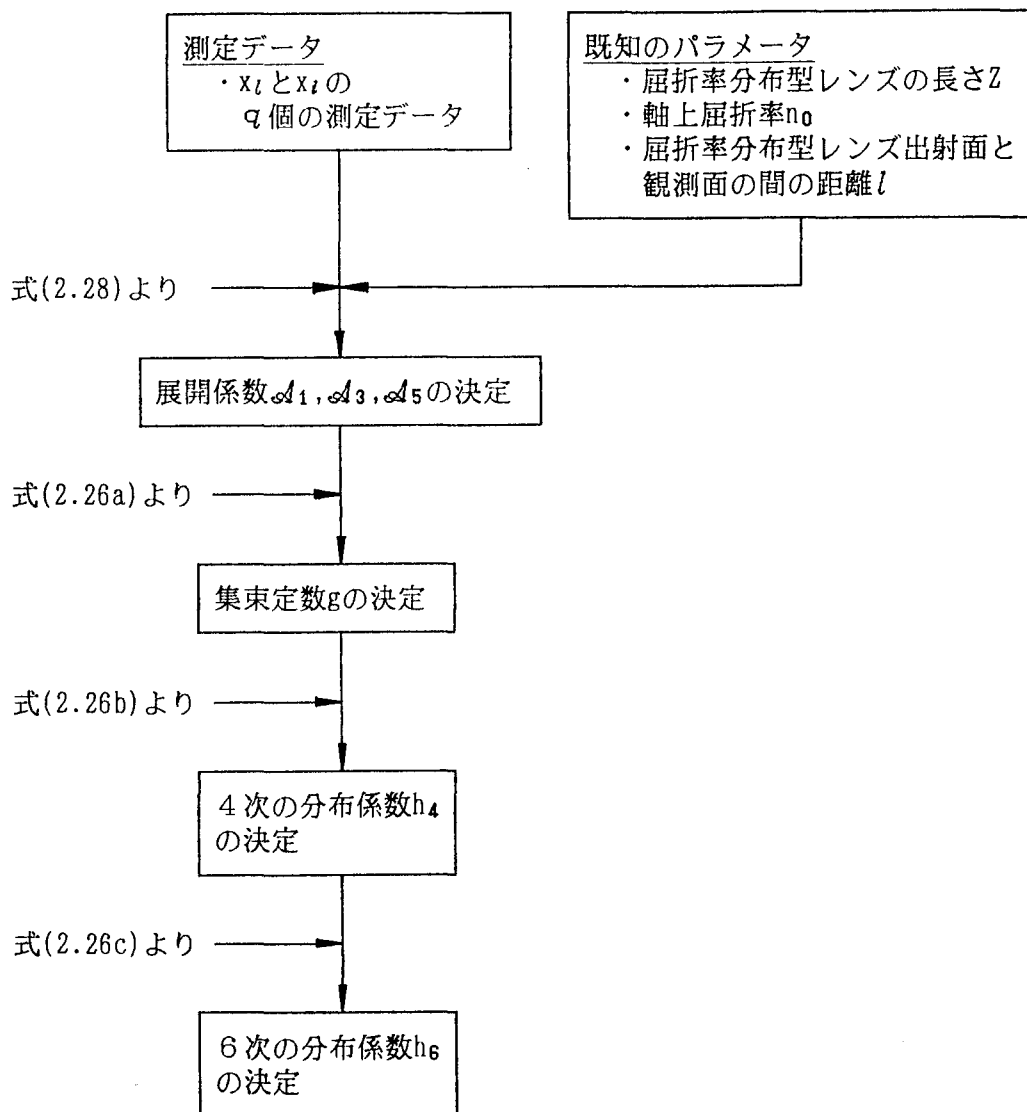 測定データ
・x_lとx_iの
q個の測定データ
既知のパラメータ
・屈折率分布型レンズの長さZ
・軸上屈折率n₀
・屈折率分布型レンズ出射面と
観測面の間の距離l
式(2.28)より
展開係数𝒜₁,𝒜₃,𝒜₅の決定
式(2.26a)より
集束定数gの決定
式(2.26b)より
4次の分布係数h₄
の決定
式(2.26c)より
6次の分布係数h₆
の決定